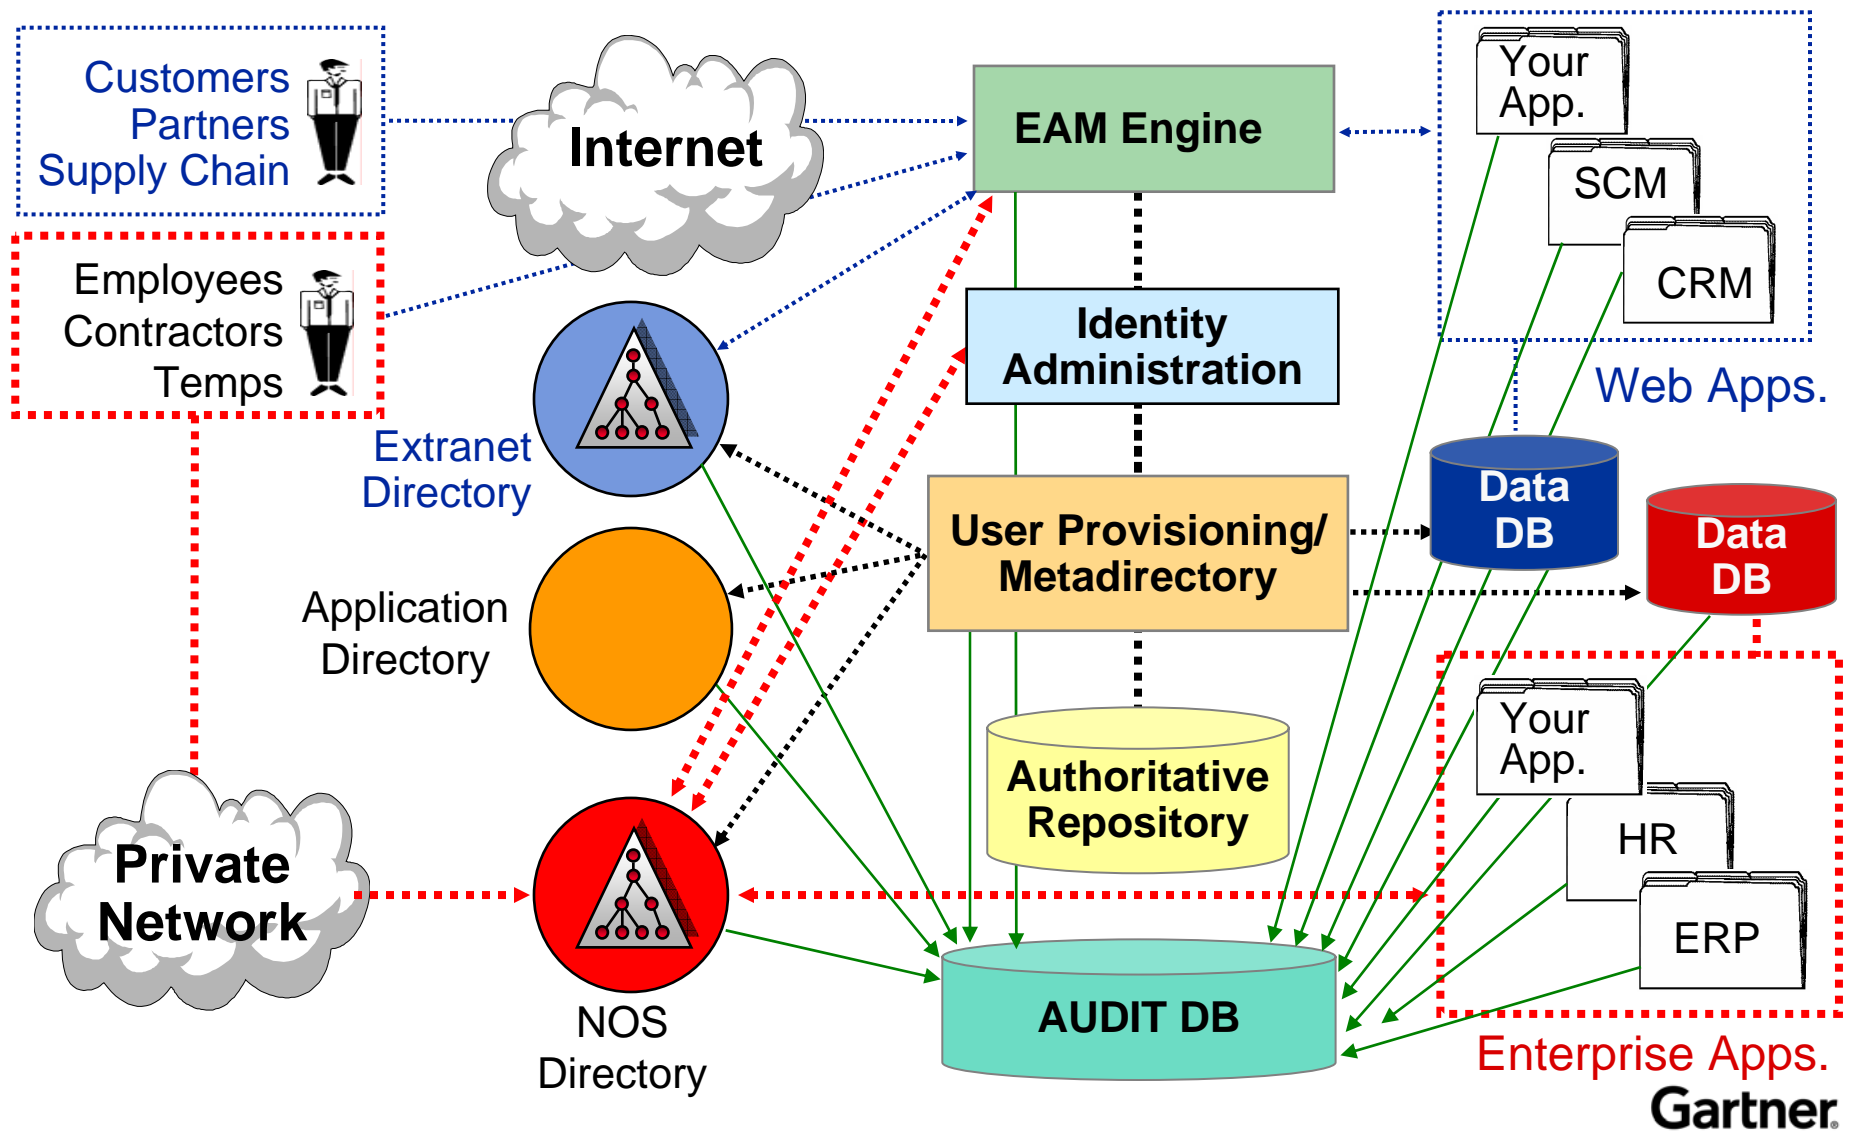 Customers
Partners
Supply Chain
Internet
EAM Engine
Your
App.
SCM
CRM
Employees
Contractors
Temps
Identity
Administration
Web Apps.
Extranet
Directory
User Provisioning/
Metadirectory
Data
DB
Data
DB
Application
Directory
Authoritative
Repository
Your
App.
HR
ERP
Private
Network
NOS
Directory
AUDIT DB
Enterprise Apps.
Gartner